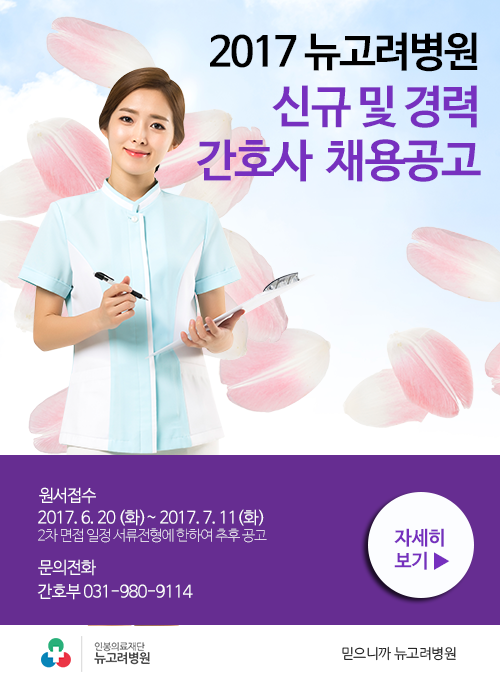 2017 뉴고려병원
신규 및 경력
간호사 채용공고
원서접수
2017. 6. 20 (화) ~ 2017. 7. 11 (화)
2차 면접 일정 서류전형에 한하여 추후 공고
문의전화
간호부 031-980-9114
자세히
보기 ▶
인봉의료재단
뉴고려병원
믿으니까 뉴고려병원